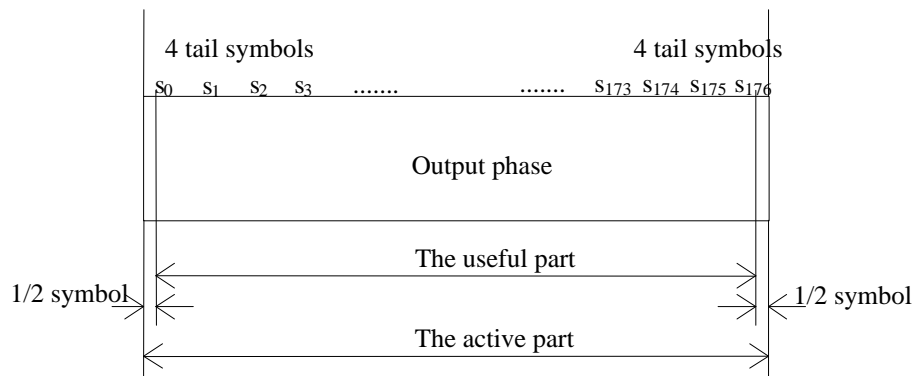 4 tail symbols 4 tail symbols
s0 s1 s2 s3 ....... ....... s173 s174 s175 s176
Output phase
The useful part
1/2 symbol 1/2 symbol
The active part